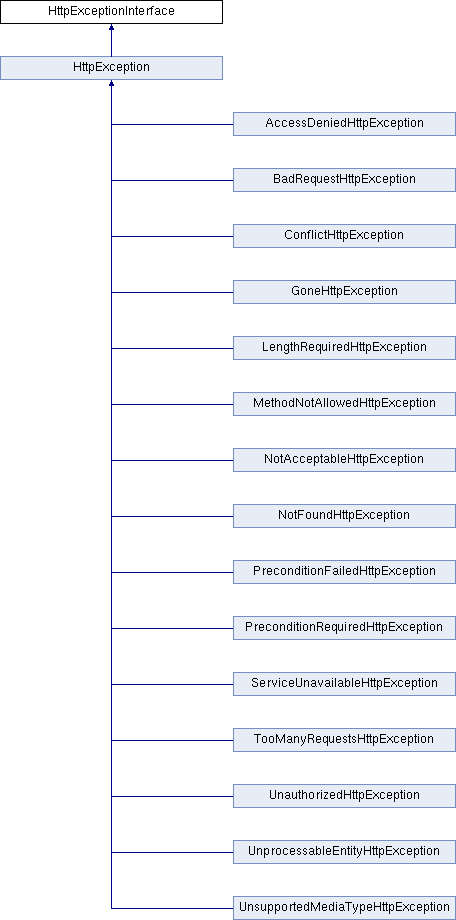 HttpExceptionInterface
HttpException
AccessDeniedHttpException
BadRequestHttpException
ConflictHttpException
GoneHttpException
LengthRequiredHttpException
MethodNotAllowedHttpException
NotAcceptableHttpException
NotFoundHttpException
PreconditionFailedHttpException
PreconditionRequiredHttpException
ServiceUnavailableHttpException
TooManyRequestsHttpException
UnauthorizedHttpException
UnprocessableEntityHttpException
UnsupportedMediaTypeHttpException